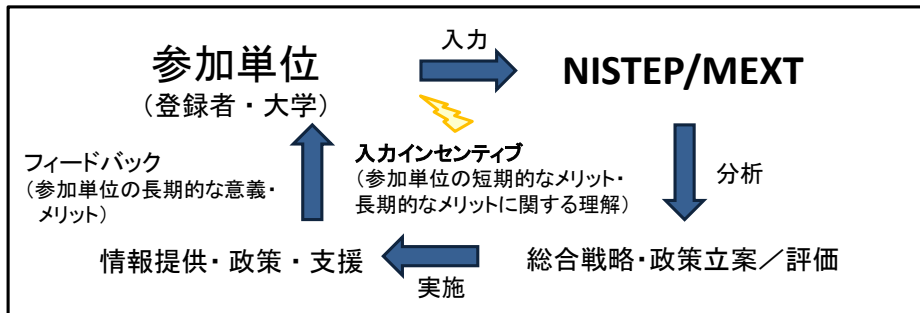 入力
参加単位
（登録者・大学）
NISTEP/MEXT
フィードバック
（参加単位の長期的な意義・
メリット）
入力インセンティブ
（参加単位の短期的なメリット・
長期的なメリットに関する理解）
分析
情報提供・政策・支援
実施
総合戦略・政策立案／評価